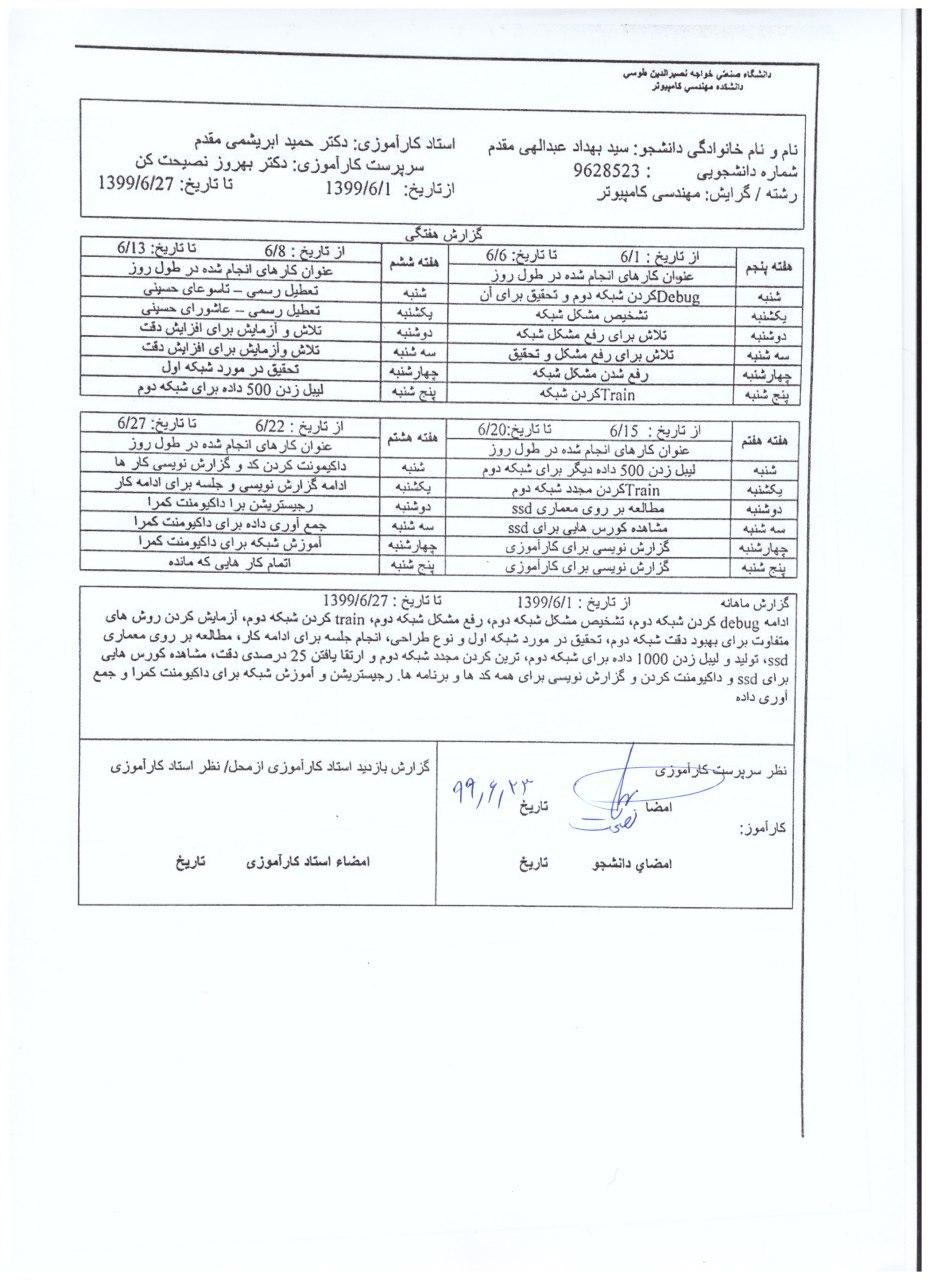 دانشگاه صنعتي خواجه نصيرالدين طوسي
دانشكده مهندسي كامپيوتر
نام و نام خانوادگی دانشجو: سید بهداد عبدالهی مقدم
شماره دانشجویی : 9628523
رشته / گرایش: مهندسی کامپیوتر
استاد کارآموزی: دکتر حمید ابریشمی مقدم
سرپرست کارآموزی: دکتر بهروز نصیحت کن
ازتاریخ: 1399/6/1 تا تاریخ: 1399/6/27
گزارش هفتگی
هفته پنجم
از تاریخ : 6/1 تا تاریخ: 6/6
عنوان کارهای انجام شده در طول روز
شنبه Debugکردن شبکه دوم و تحقیق برای آن
یکشنبه تشخیص مشکل شبکه
دوشنبه تلاش برای رفع مشکل شبکه
سه شنبه تلاش برای رفع مشکل و تحقیق
چهارشنبه رفع شدن مشکل شبکه
پنج شنبه Trainکردن شبکه
هفته ششم
از تاریخ : 6/8 تا تاریخ: 6/13
عنوان کارهای انجام شده در طول روز
شنبه تعطیل رسمی – تاسوعای حسینی
یکشنبه تعطیل رسمی – عاشورای حسینی
دوشنبه تلاش و آزمایش برای افزایش دقت
سه شنبه تلاش وآزمایش برای افزایش دقت
چهارشنبه تحقیق در مورد شبکه اول
پنج شنبه لیبل زدن 500 داده برای شبکه دوم
هفته هفتم
از تاریخ : 6/15 تا تاریخ:6/20
عنوان کارهای انجام شده در طول روز
شنبه لیبل زدن 500 داده دیگر برای شبکه دوم
یکشنبه Trainکردن مجدد شبکه دوم
دوشنبه مطالعه بر روی معماری ssd
سه شنبه مشاهده کورس هایی برای ssd
چهارشنبه گزارش نویسی برای کارآموزی
پنج شنبه گزارش نویسی برای کارآموزی
هفته هشتم
از تاریخ : 6/22 تا تاریخ: 6/27
عنوان کارهای انجام شده در طول روز
شنبه داکیمونت کردن کد و گزارش نویسی کار ها
یکشنبه ادامه گزارش نویسی و جلسه برای ادامه کار
دوشنبه رجیستریشن برا داکیومنت کمرا
سه شنبه جمع آوری داده برای داکیومنت کمرا
چهارشنبه آموزش شبکه برای داکیومنت کمرا
پنج شنبه اتمام کار هایی که مانده
گزارش ماهانه از تاریخ : 1399/6/1 تا تاریخ : 1399/6/27
ادامه debug کردن شبکه دوم، تشخیص مشکل شبکه دوم، رفع مشکل شبکه دوم، train کردن شبکه دوم، آزمایش کردن روش های
متفاوت برای بهبود دقت شبکه دوم، تحقیق در مورد شبکه اول و نوع طراحی، انجام جلسه برای ادامه کار، مطالعه بر روی معماری
ssd، تولید و لیبل زدن 1000 داده برای شبکه دوم، ترین کردن مجدد شبکه دوم و ارتقا یافتن 25 درصدی دقت، مشاهده کورس هایی
برای ssd و داکیومنت کردن و گزارش نویسی برای همه کد ها و برنامه ها. رجیستریشن و آموزش شبکه برای داکیومنت کمرا و جمع
آوری داده
نظر سرپرست کارآموزی
امضا تاریخ ۹۹٫۶٫۲۳
کارآموز:
امضاي دانشجو تاریخ
گزارش بازدید استاد کارآموزی ازمحل/ نظر استاد کارآموزی
امضاء استاد کارآموزی تاریخ